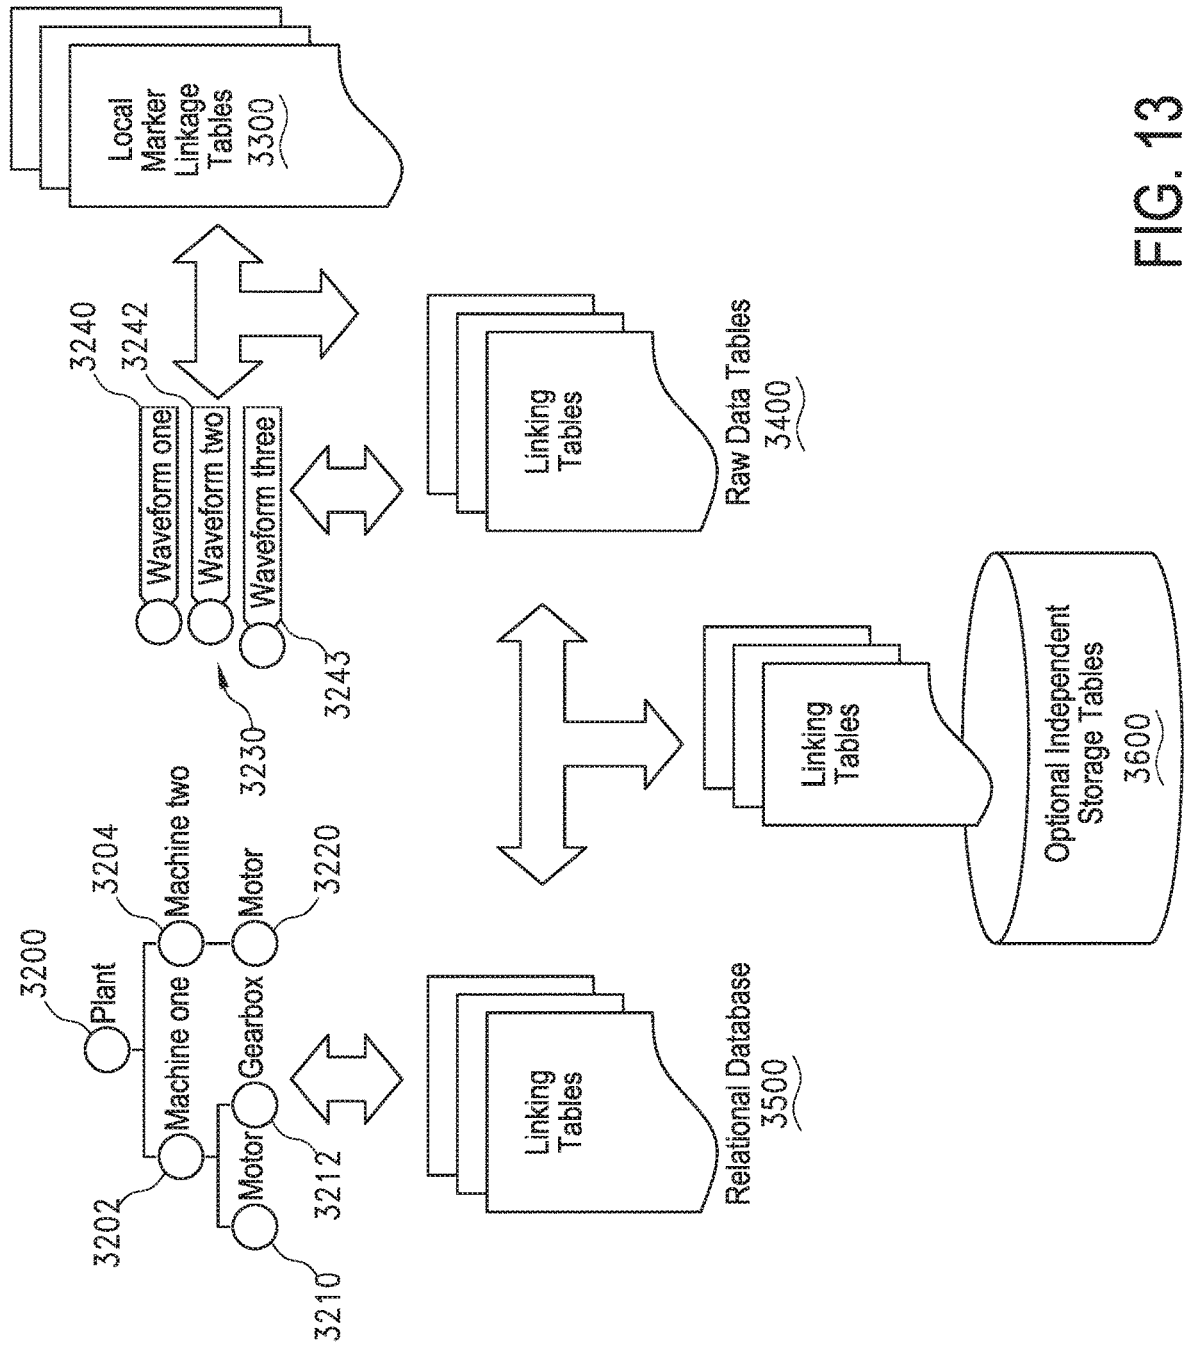 3200
Plant
3202
3204
Machine one
Machine two
Motor
Gearbox
Motor
3210
3212
3220
3230
3240
3242
3243
Waveform one
Waveform two
Waveform three
Local
Marker
Linkage
Tables
3300
Linking
Tables
Relational Database
3500
Linking
Tables
Raw Data Tables
3400
Linking
Tables
Optional Independent
Storage Tables
3600
FIG. 13